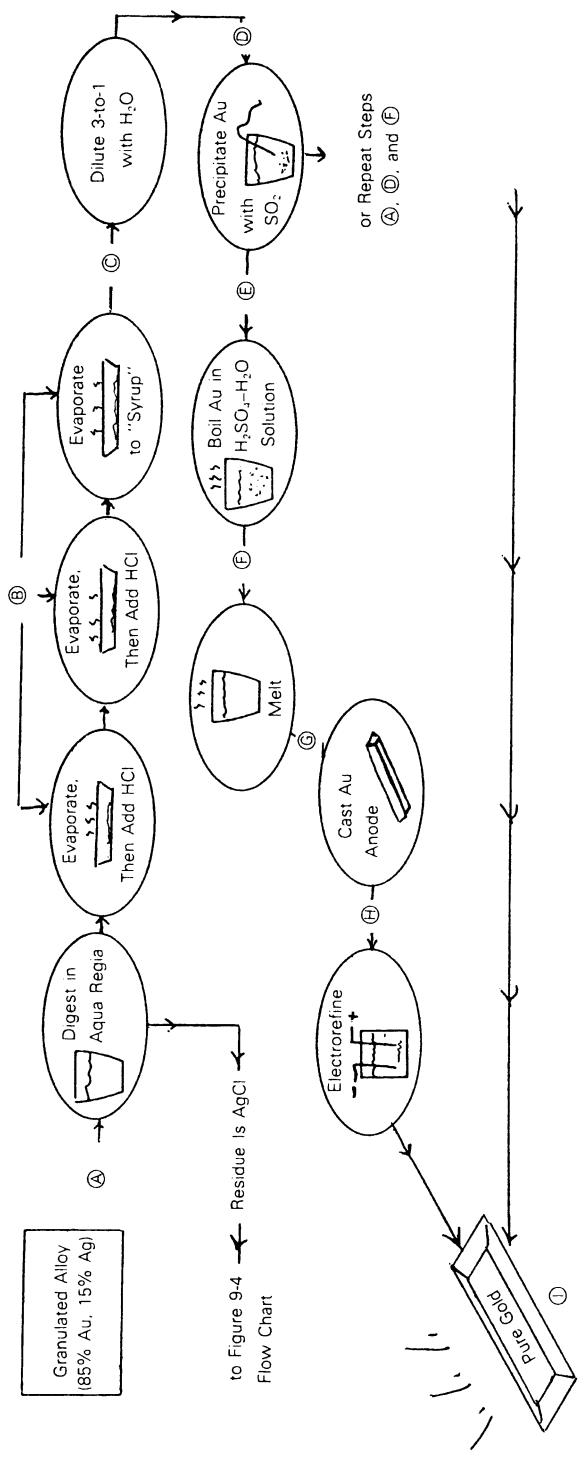 Granulated Alloy
(85% Au, 15% Ag)
Ⓐ
Digest in
Aqua Regia
Residue Is AgCl
to Figure 9-4
Flow Chart
Ⓑ
Evaporate,
Then Add HCl
Evaporate,
Then Add HCl
Evaporate
to "Syrup"
Ⓒ
Dilute 3-to-1
with H₂O
Ⓓ
Precipitate Au
with
SO₂
or Repeat Steps
Ⓐ, Ⓓ, and Ⓕ
Ⓔ
Boil Au in
H₂SO₄–H₂O
Solution
Ⓕ
Melt
Ⓖ
Cast Au
Anode
Ⓗ
Electrorefine
– +
Pure Gold
Ⓘ